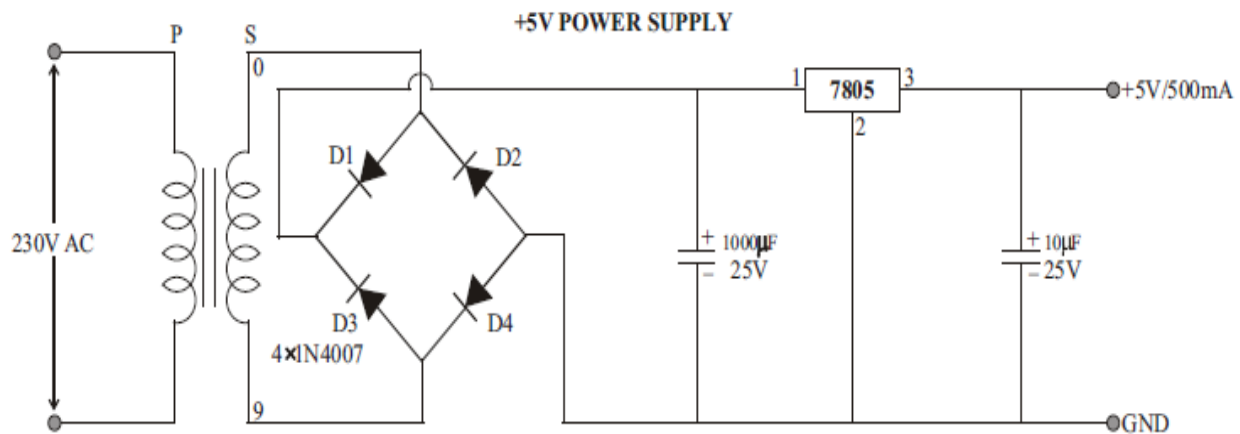 +5V POWER SUPPLY
P
S
0
1
7805
3
+5V/500mA
2
D1
D2
230V AC
+
1000μF
–
25V
+
10μF
–
25V
D3
D4
4×1N4007
9
GND